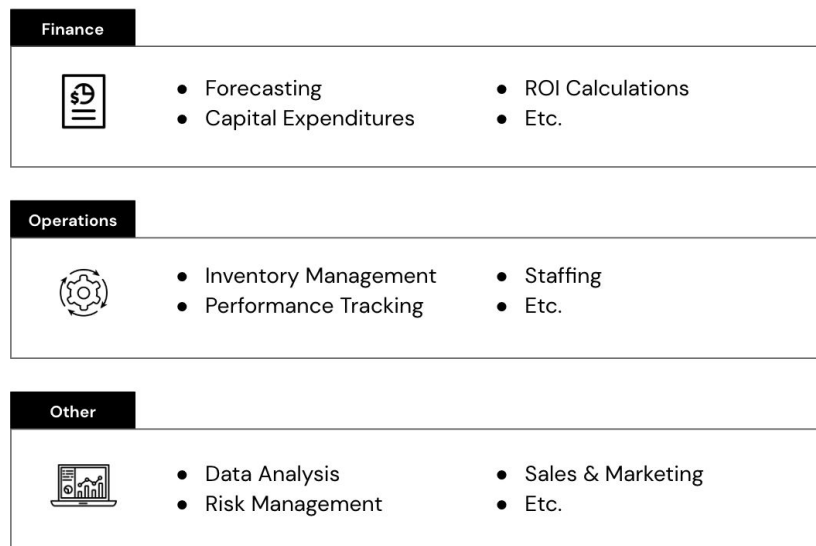 Finance
● Forecasting
● Capital Expenditures
● ROI Calculations
● Etc.
Operations
● Inventory Management
● Performance Tracking
● Staffing
● Etc.
Other
● Data Analysis
● Risk Management
● Sales & Marketing
● Etc.